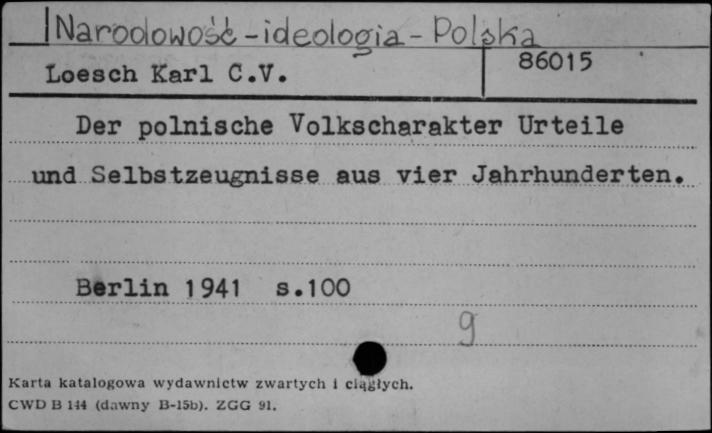 Narodowość - ideologia - Polska
Loesch Karl C.V.
86015
Der polnische Volkscharakter Urteile
und Selbstzeugnisse aus vier Jahrhunderten.
Berlin 1941 s.100
g
Karta katalogowa wydawnictw zwartych i ciągłych.
CWD B 144 (dawny B-15b). ZGG 91.